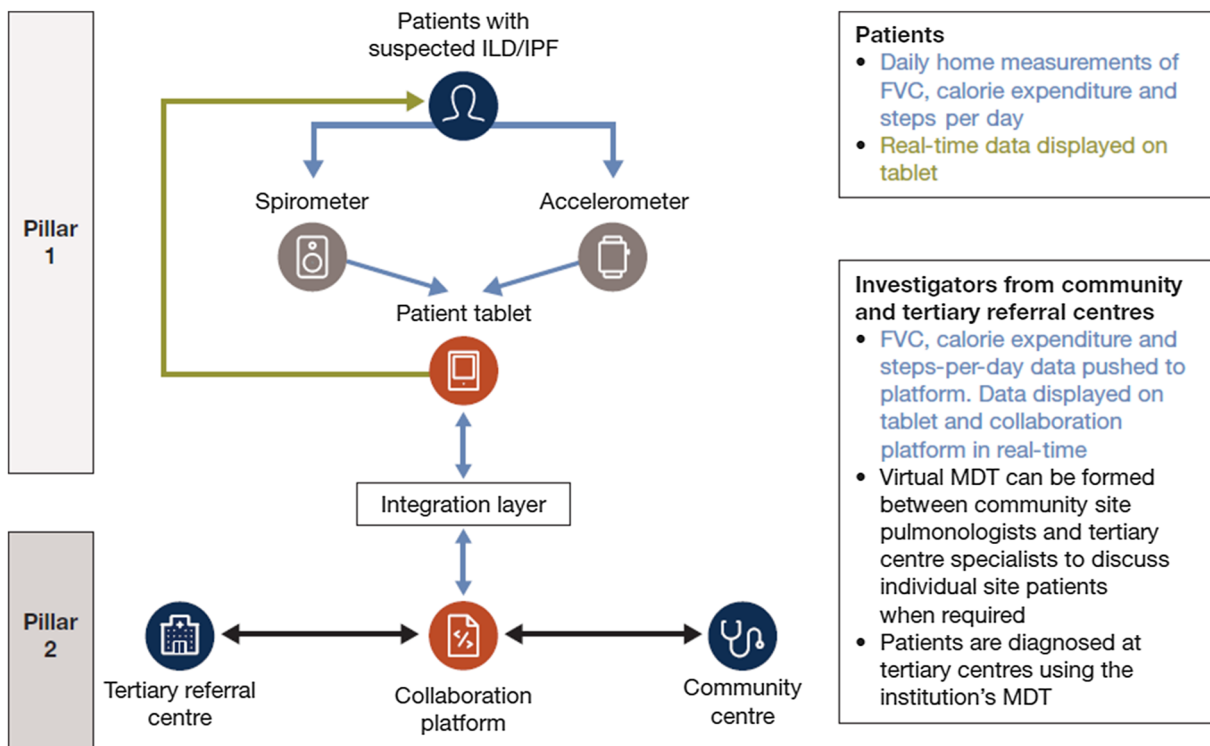 Patients with
suspected ILD/IPF
Pillar
1
Spirometer
Accelerometer
Patient tablet
Integration layer
Pillar
2
Tertiary referral
centre
Collaboration
platform
Community
centre
Patients
• Daily home measurements of
FVC, calorie expenditure and
steps per day
• Real-time data displayed on
tablet
Investigators from community
and tertiary referral centres
• FVC, calorie expenditure and
steps-per-day data pushed to
platform. Data displayed on
tablet and collaboration
platform in real-time
• Virtual MDT can be formed
between community site
pulmonologists and tertiary
centre specialists to discuss
individual site patients
when required
• Patients are diagnosed at
tertiary centres using the
institution’s MDT